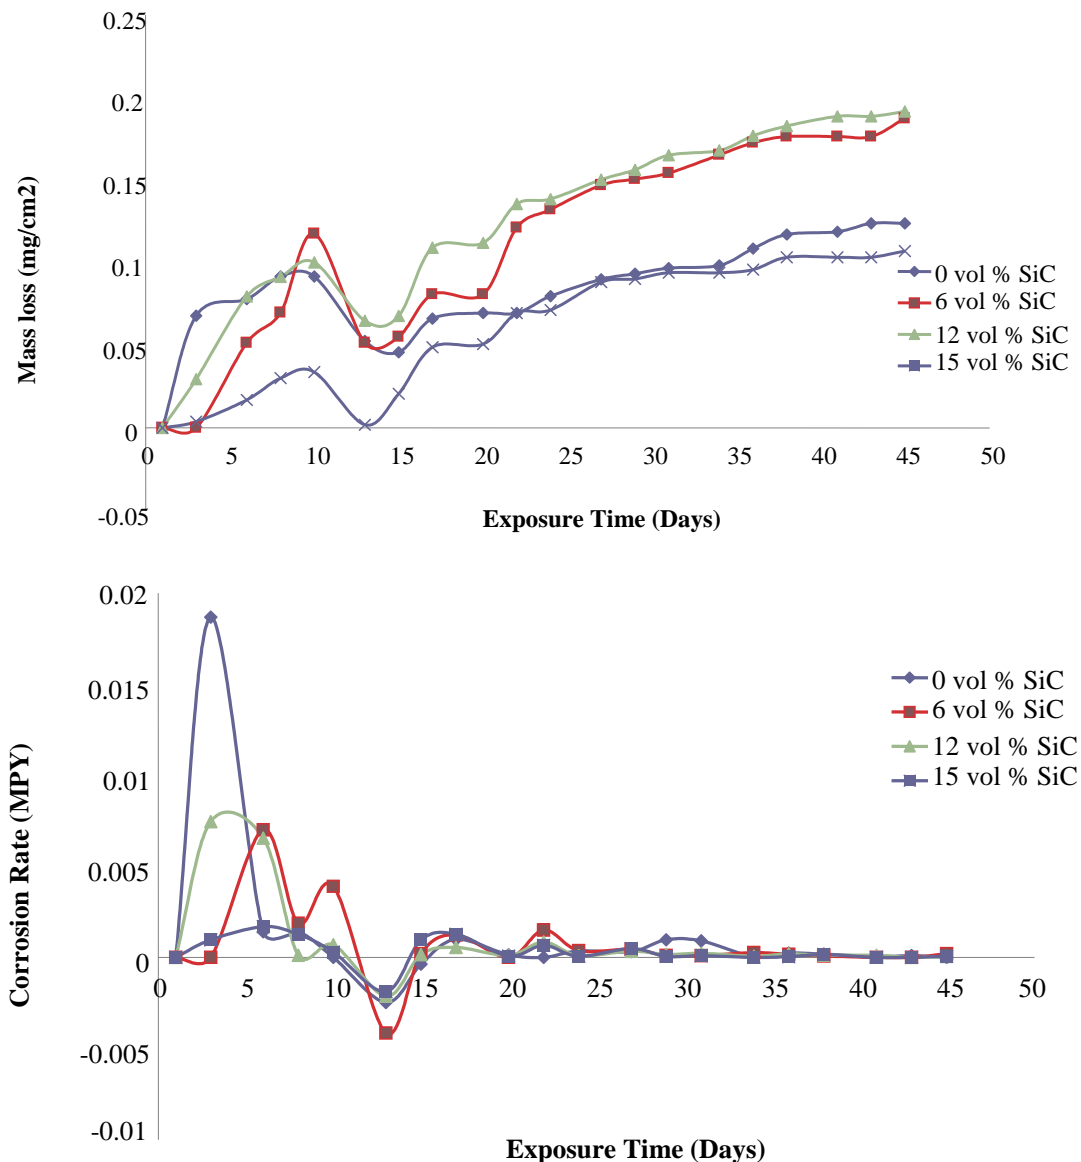 0.25
0.2
0.15
0.1
0.05
0
-0.05
Mass loss (mg/cm2)
0 5 10 15 20 25 30 35 40 45 50
Exposure Time (Days)
0 vol % SiC
6 vol % SiC
12 vol % SiC
15 vol % SiC
0.02
0.015
0.01
0.005
0
-0.005
-0.01
Corrosion Rate (MPY)
0 5 10 15 20 25 30 35 40 45 50
Exposure Time (Days)
0 vol % SiC
6 vol % SiC
12 vol % SiC
15 vol % SiC